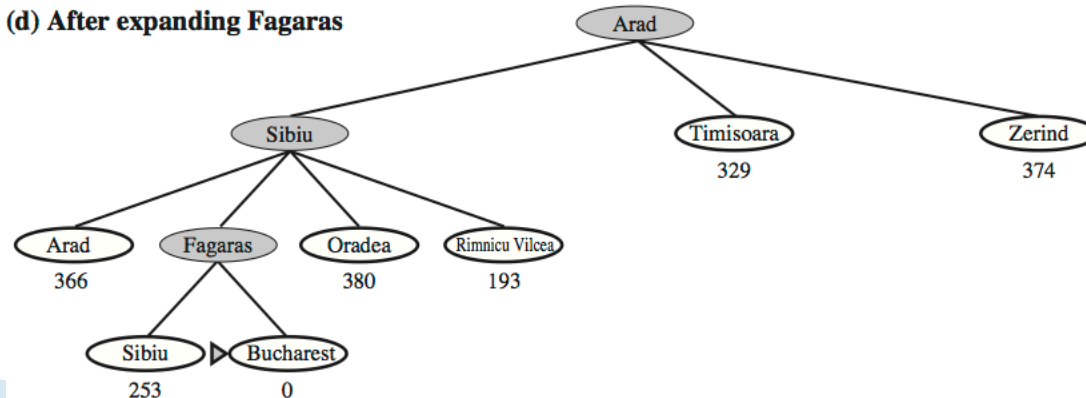 (d) After expanding Fagaras
Arad
Sibiu
Timisoara
Zerind
329
374
Arad
Fagaras
Oradea
Rimnicu Vilcea
366
380
193
Sibiu
Bucharest
253
0